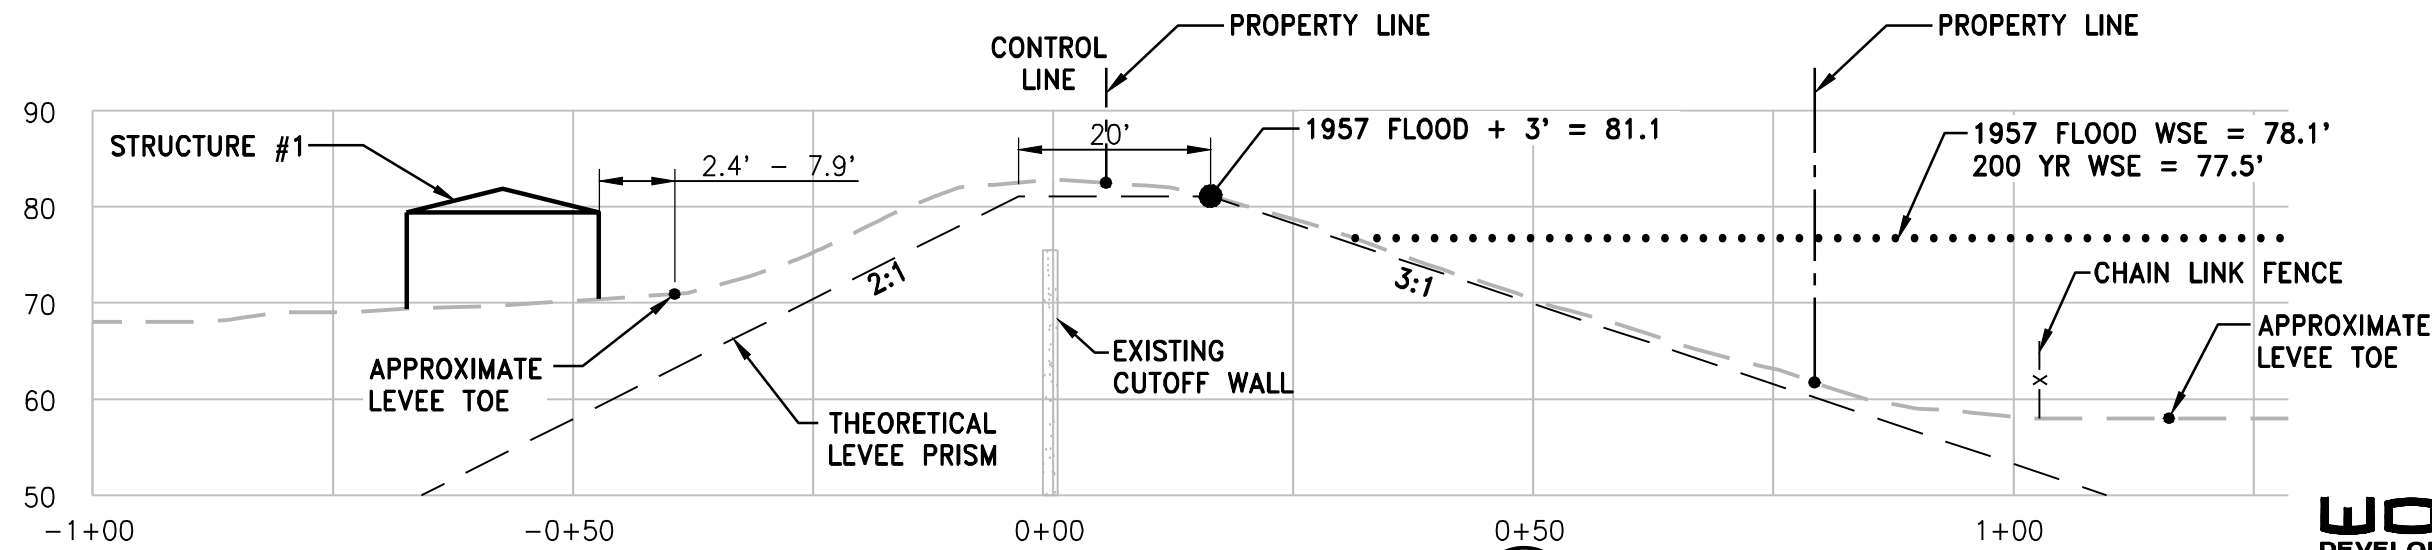 PROPERTY LINE
PROPERTY LINE
CONTROL
LINE
90
STRUCTURE #1
20'
1957 FLOOD + 3' = 81.1
1957 FLOOD WSE = 78.1'
200 YR WSE = 77.5'
2.4' - 7.9'
80
2:1
3:1
CHAIN LINK FENCE
70
APPROXIMATE
LEVEE TOE
EXISTING
CUTOFF WALL
APPROXIMATE
LEVEE TOE
X
60
THEORETICAL
LEVEE PRISM
50
-1+00
-0+50
0+00
0+50
1+00